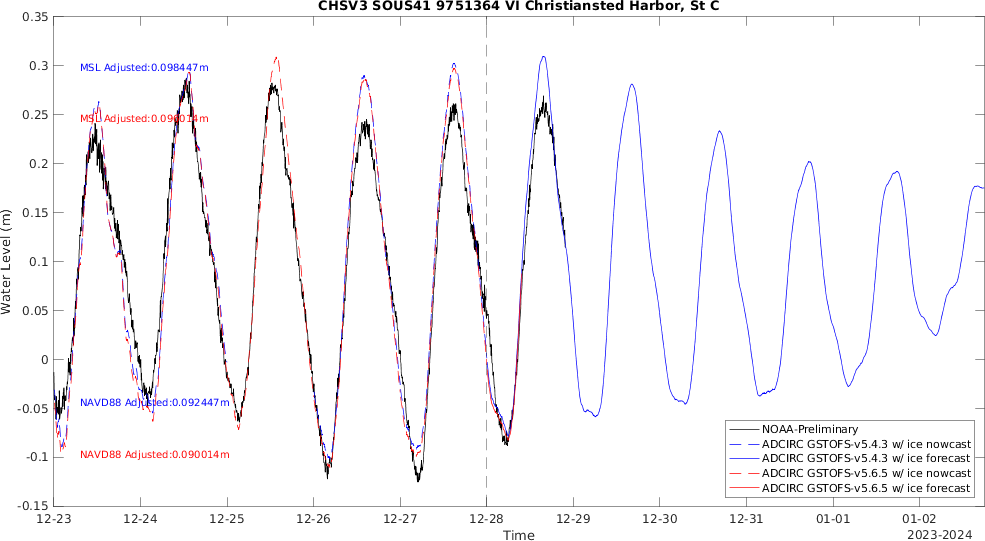 CHSV3 SOUS41 9751364 VI Christiansted Harbor, St C
0.35
0.3
0.25
0.2
0.15
0.1
0.05
0
-0.05
-0.1
-0.15
Water Level (m)
MSL Adjusted:0.098447m
MSL Adjusted:0.096014m
NAVD88 Adjusted:0.092447m
NAVD88 Adjusted:0.090014m
NOAA-Preliminary
ADCIRC GSTOFS-v5.4.3 w/ ice nowcast
ADCIRC GSTOFS-v5.4.3 w/ ice forecast
ADCIRC GSTOFS-v5.6.5 w/ ice nowcast
ADCIRC GSTOFS-v5.6.5 w/ ice forecast
12-23 12-24 12-25 12-26 12-27 12-28 12-29 12-30 12-31 01-01 01-02
Time
2023-2024